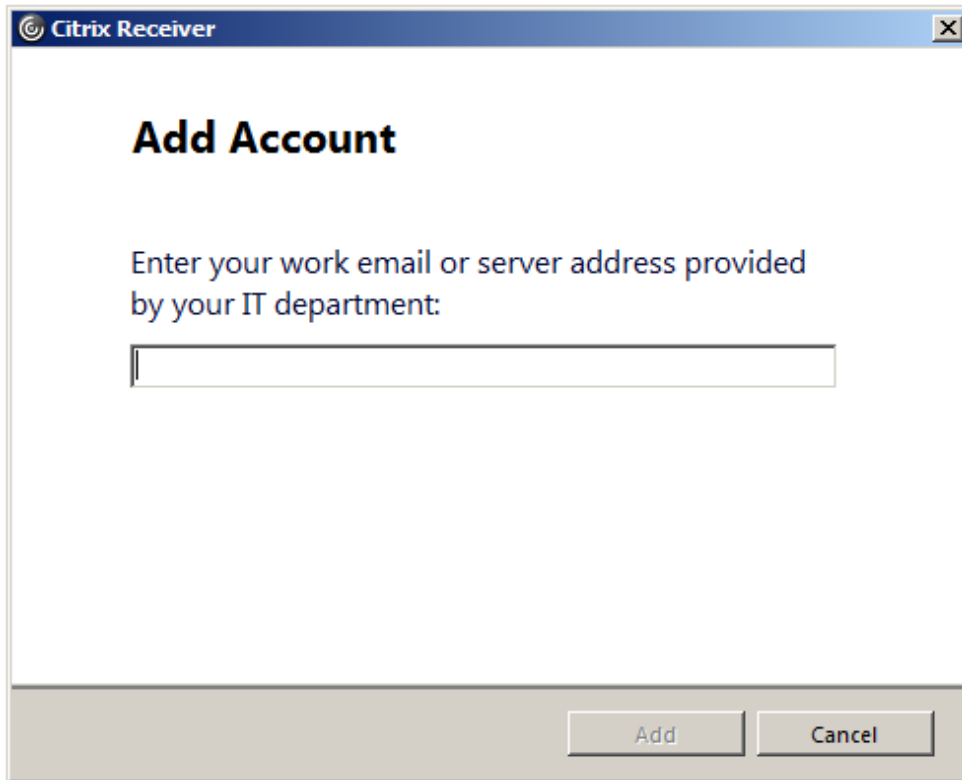 Citrix Receiver
Add Account
Enter your work email or server address provided
by your IT department:
Add
Cancel